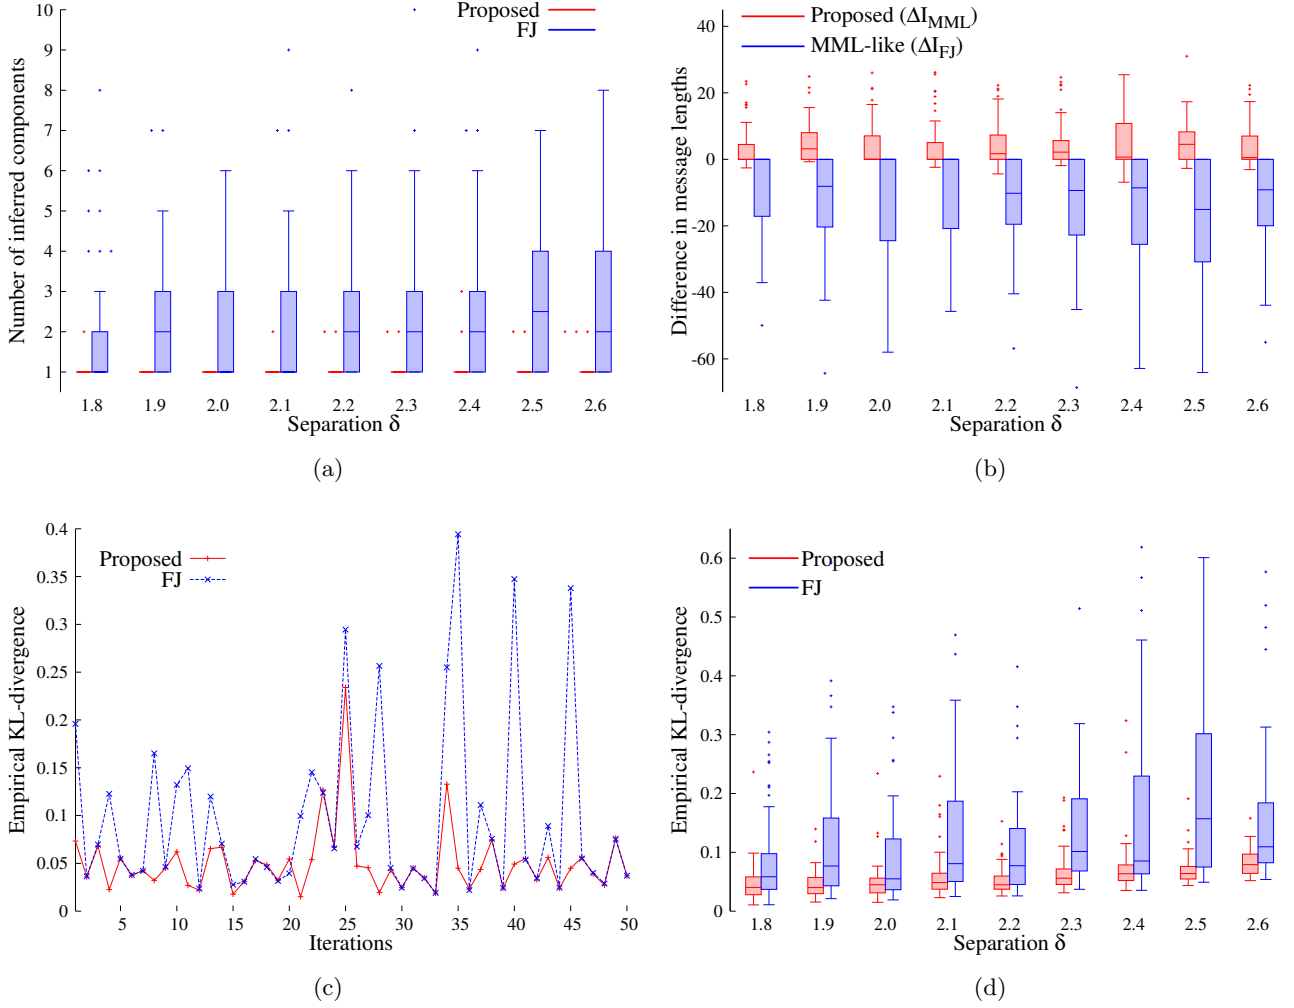 Proposed
FJ
Number of inferred components
10
9
8
7
6
5
4
3
2
1
1.8 1.9 2.0 2.1 2.2 2.3 2.4 2.5 2.6
Separation δ
(a)
Proposed (ΔI_MML)
MML-like (ΔI_FJ)
Difference in message lengths
40
20
0
-20
-40
-60
1.8 1.9 2.0 2.1 2.2 2.3 2.4 2.5 2.6
Separation δ
(b)
Proposed
FJ
Empirical KL-divergence
0.4
0.35
0.3
0.25
0.2
0.15
0.1
0.05
0
5 10 15 20 25 30 35 40 45 50
Iterations
(c)
Proposed
FJ
Empirical KL-divergence
0.6
0.5
0.4
0.3
0.2
0.1
0
1.8 1.9 2.0 2.1 2.2 2.3 2.4 2.5 2.6
Separation δ
(d)